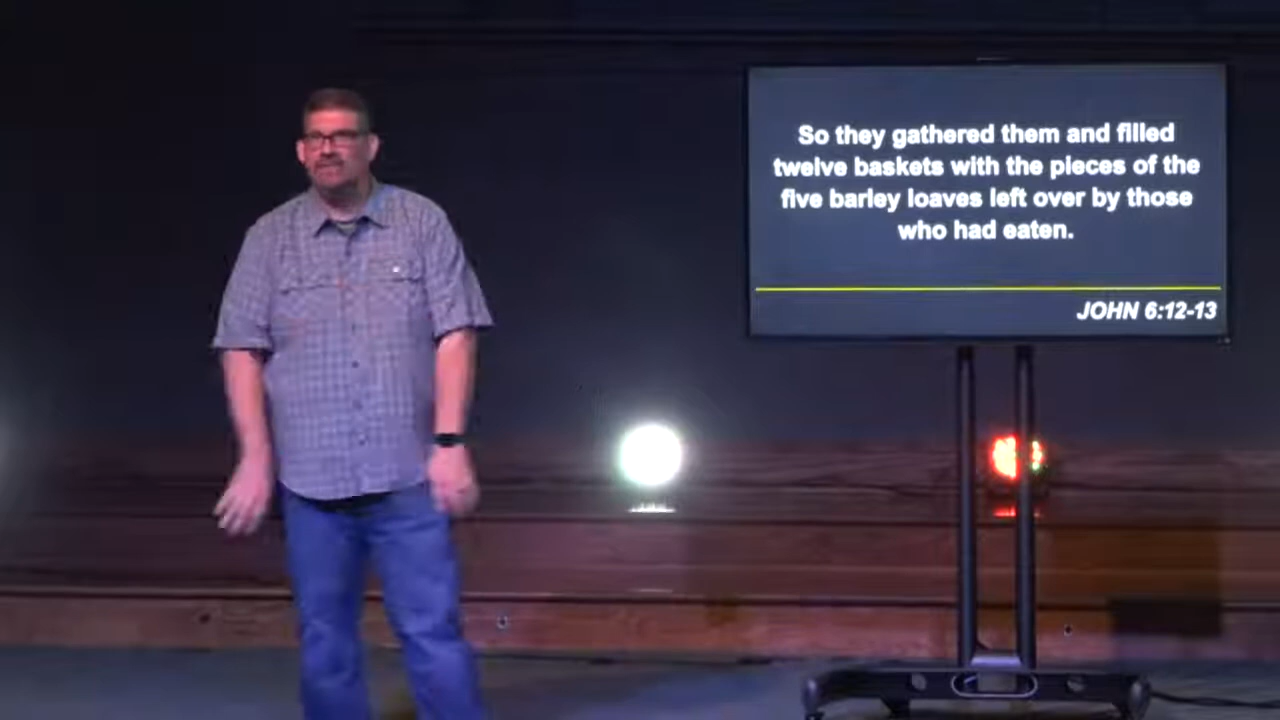 So they gathered them and filled
twelve baskets with the pieces of the
five barley loaves left over by those
who had eaten.
JOHN 6:12-13